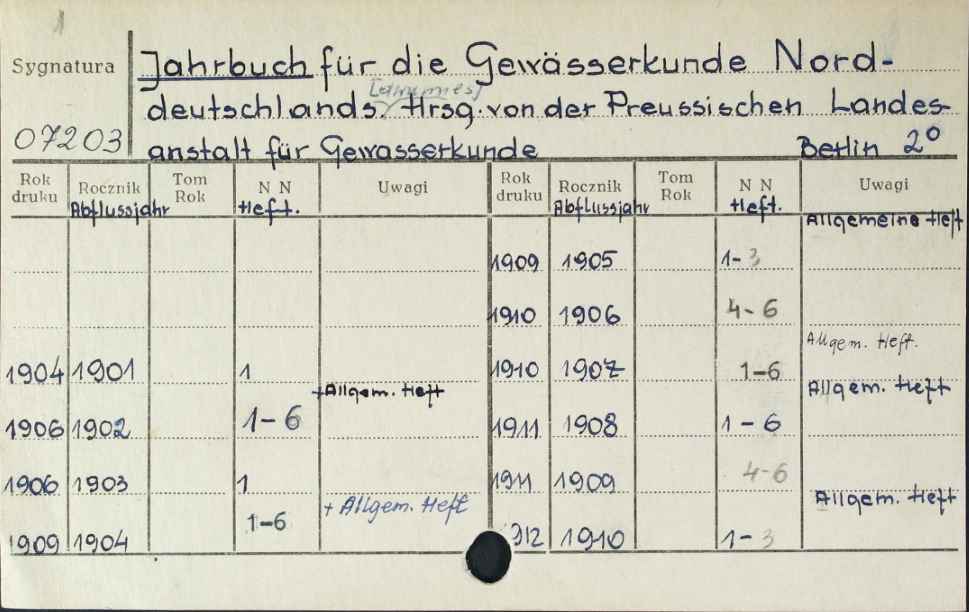 Sygnatura
Jahrbuch für die Gewässerkunde Nord-
deutschlands. Hrsg. von der Preussischen Landes-
07203
anstalt für Gewasserkunde Berlin 2°
Rok druku Rocznik Tom Rok N N Uwagi Rok druku Rocznik Tom Rok N N Uwagi
Abflussjahr Heft. Abflussjahr Heft.
Allgemeine Heft
1909 1905 1-3
1910 1906 4-6
Allgem. Heft.
1904 1901 1 1910 1907 1-6
+Allgem. Heft Allgem. Heft
1906 1902 1-6 1911 1908 1-6
1906 1903 1 1911 1909 4-6
+ Allgem. Heft Allgem. Heft
1909 1904 1-6 912 1910 1-3